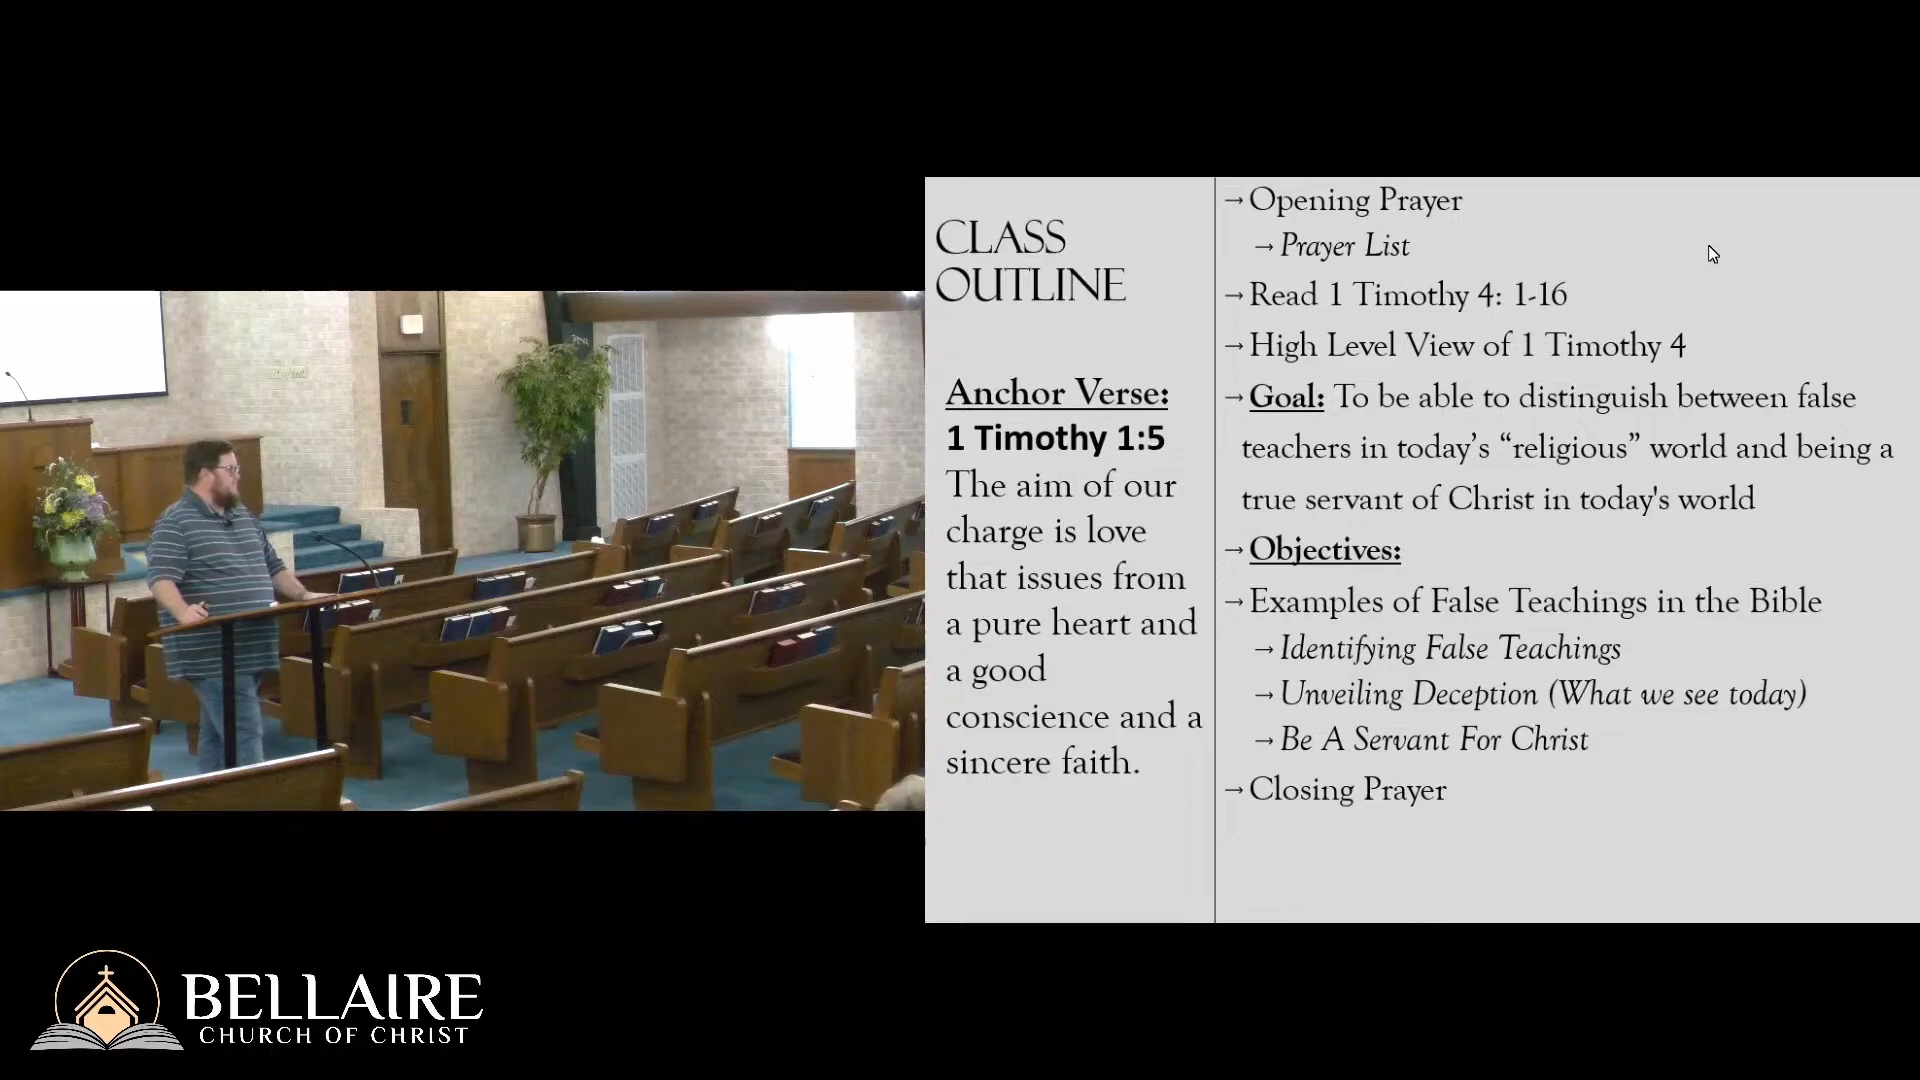 CLASS
OUTLINE
Anchor Verse:
1 Timothy 1:5
The aim of our
charge is love
that issues from
a pure heart and
a good
conscience and a
sincere faith.
→Opening Prayer
→Prayer List
→Read 1 Timothy 4: 1-16
→High Level View of 1 Timothy 4
→Goal: To be able to distinguish between false
teachers in today’s “religious” world and being a
true servant of Christ in today's world
→Objectives:
→Examples of False Teachings in the Bible
→Identifying False Teachings
→Unveiling Deception (What we see today)
→Be A Servant For Christ
→Closing Prayer
BELLAIRE
CHURCH OF CHRIST